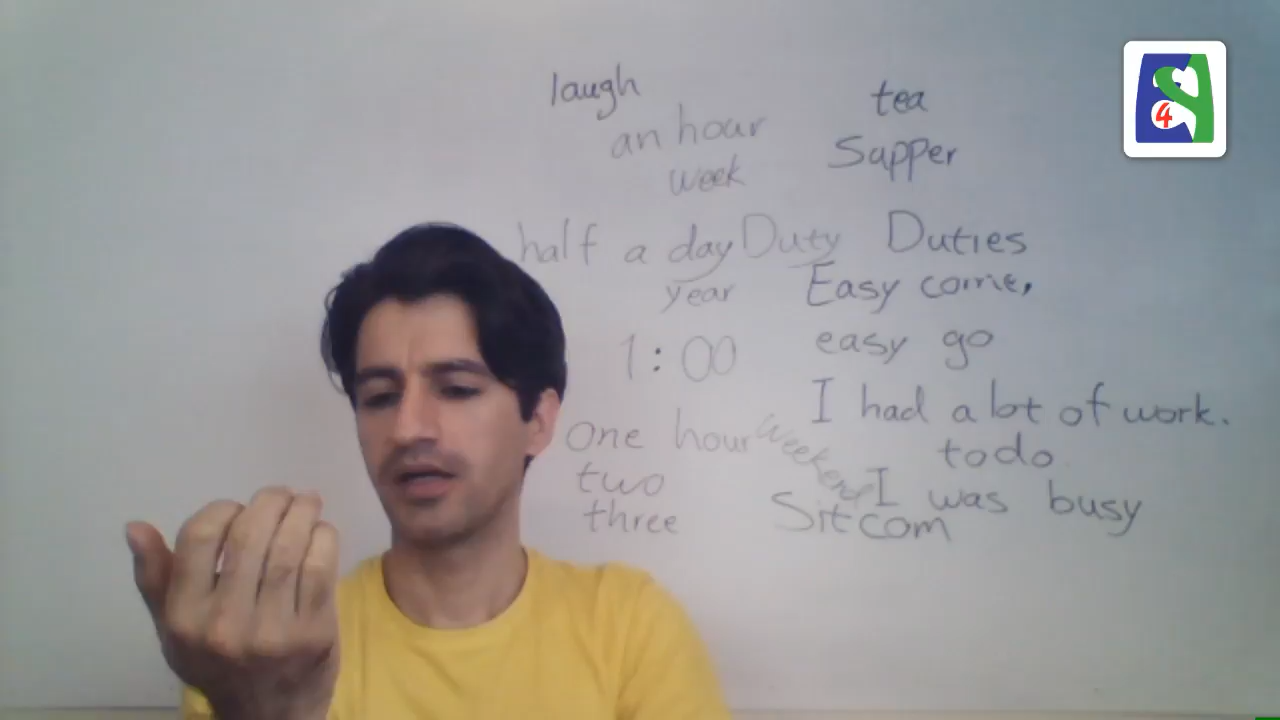 laugh
an hour
week
half a day
year
1:00
one hour
two
three
tea
Supper
Duty Duties
Easy come,
easy go
I had a lot of work.
to do
Weekend
I was busy
Sitcom
4